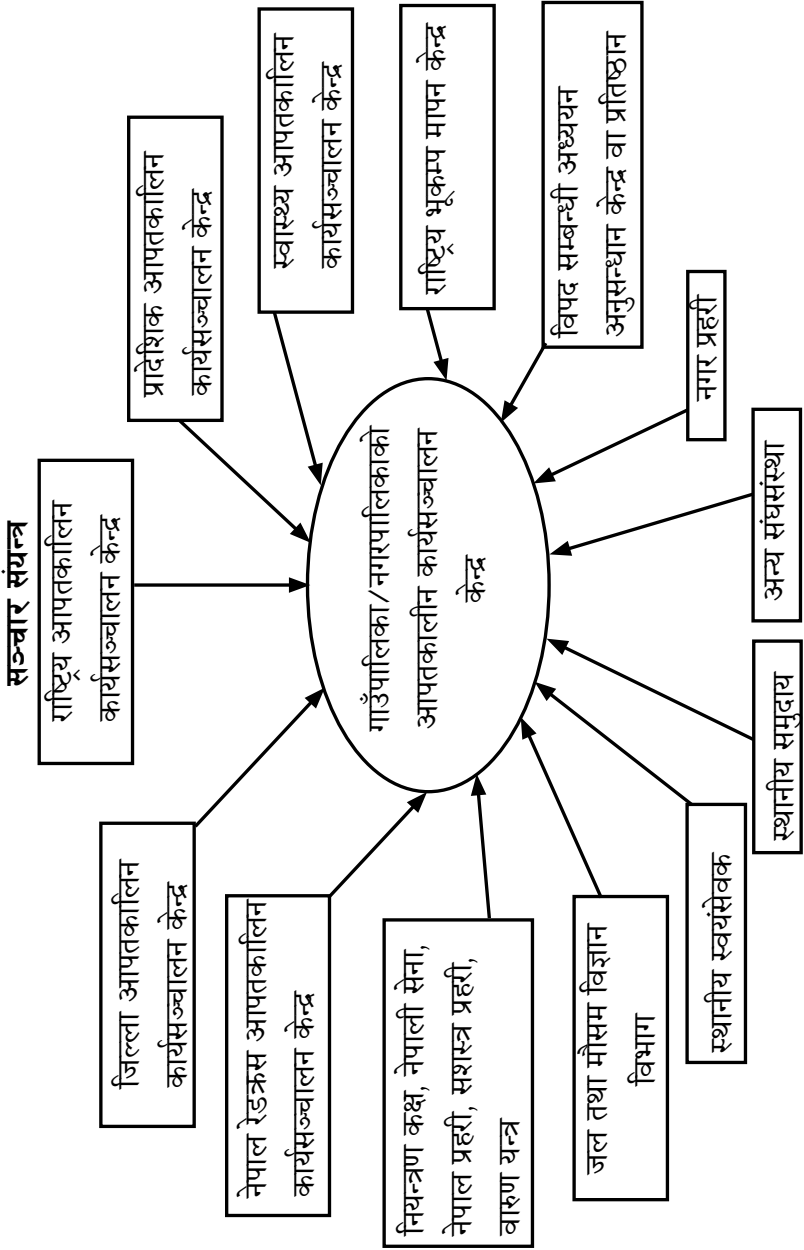 सञ्चार संयन्त्र
राष्ट्रिय आपतकालिन
कार्यसञ्चालन केन्द्र
प्रादेशिक आपतकालिन
कार्यसञ्चालन केन्द्र
स्वास्थ्य आपतकालिन
कार्यसञ्चालन केन्द्र
राष्ट्रिय भूकम्प मापन केन्द्र
विपद सम्बन्धी अध्ययन
अनुसन्धान केन्द्र वा प्रतिष्ठान
नगर प्रहरी
अन्य संघसंस्था
स्थानीय समुदाय
स्थानीय स्वयंसेवक
जल तथा मौसम विज्ञान
विभाग
नियन्त्रण कक्ष, नेपाली सेना,
नेपाल प्रहरी, सशस्त्र प्रहरी,
वारुण यन्त्र
नेपाल रेडक्रस आपतकालिन
कार्यसञ्चालन केन्द्र
जिल्ला आपतकालिन
कार्यसञ्चालन केन्द्र
गाउँपालिका/नगरपालिकाको
आपतकालीन कार्यसञ्चालन
केन्द्र